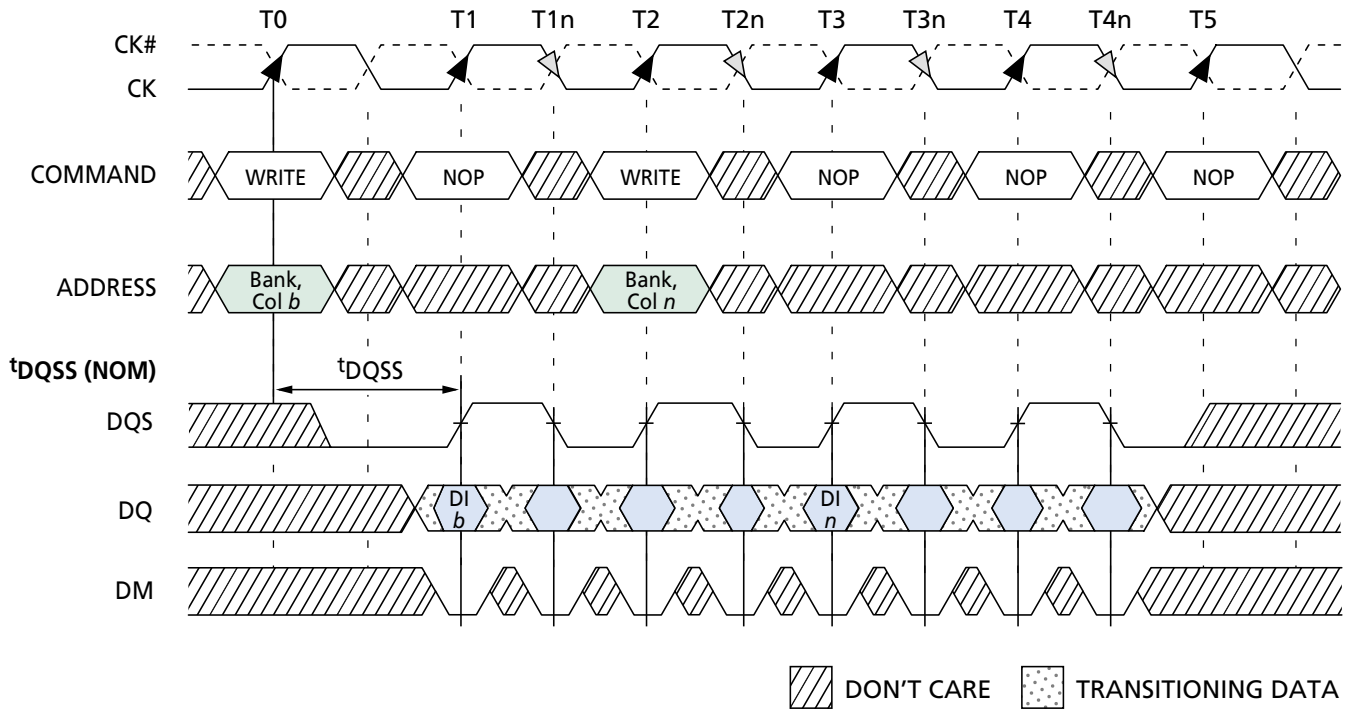 T0 T1 T1n T2 T2n T3 T3n T4 T4n T5
CK#
CK
COMMAND WRITE NOP WRITE NOP NOP NOP
ADDRESS Bank, Col b Bank, Col n
tDQSS (NOM) tDQSS
DQS
DQ DI b DI n
DM
DON'T CARE TRANSITIONING DATA